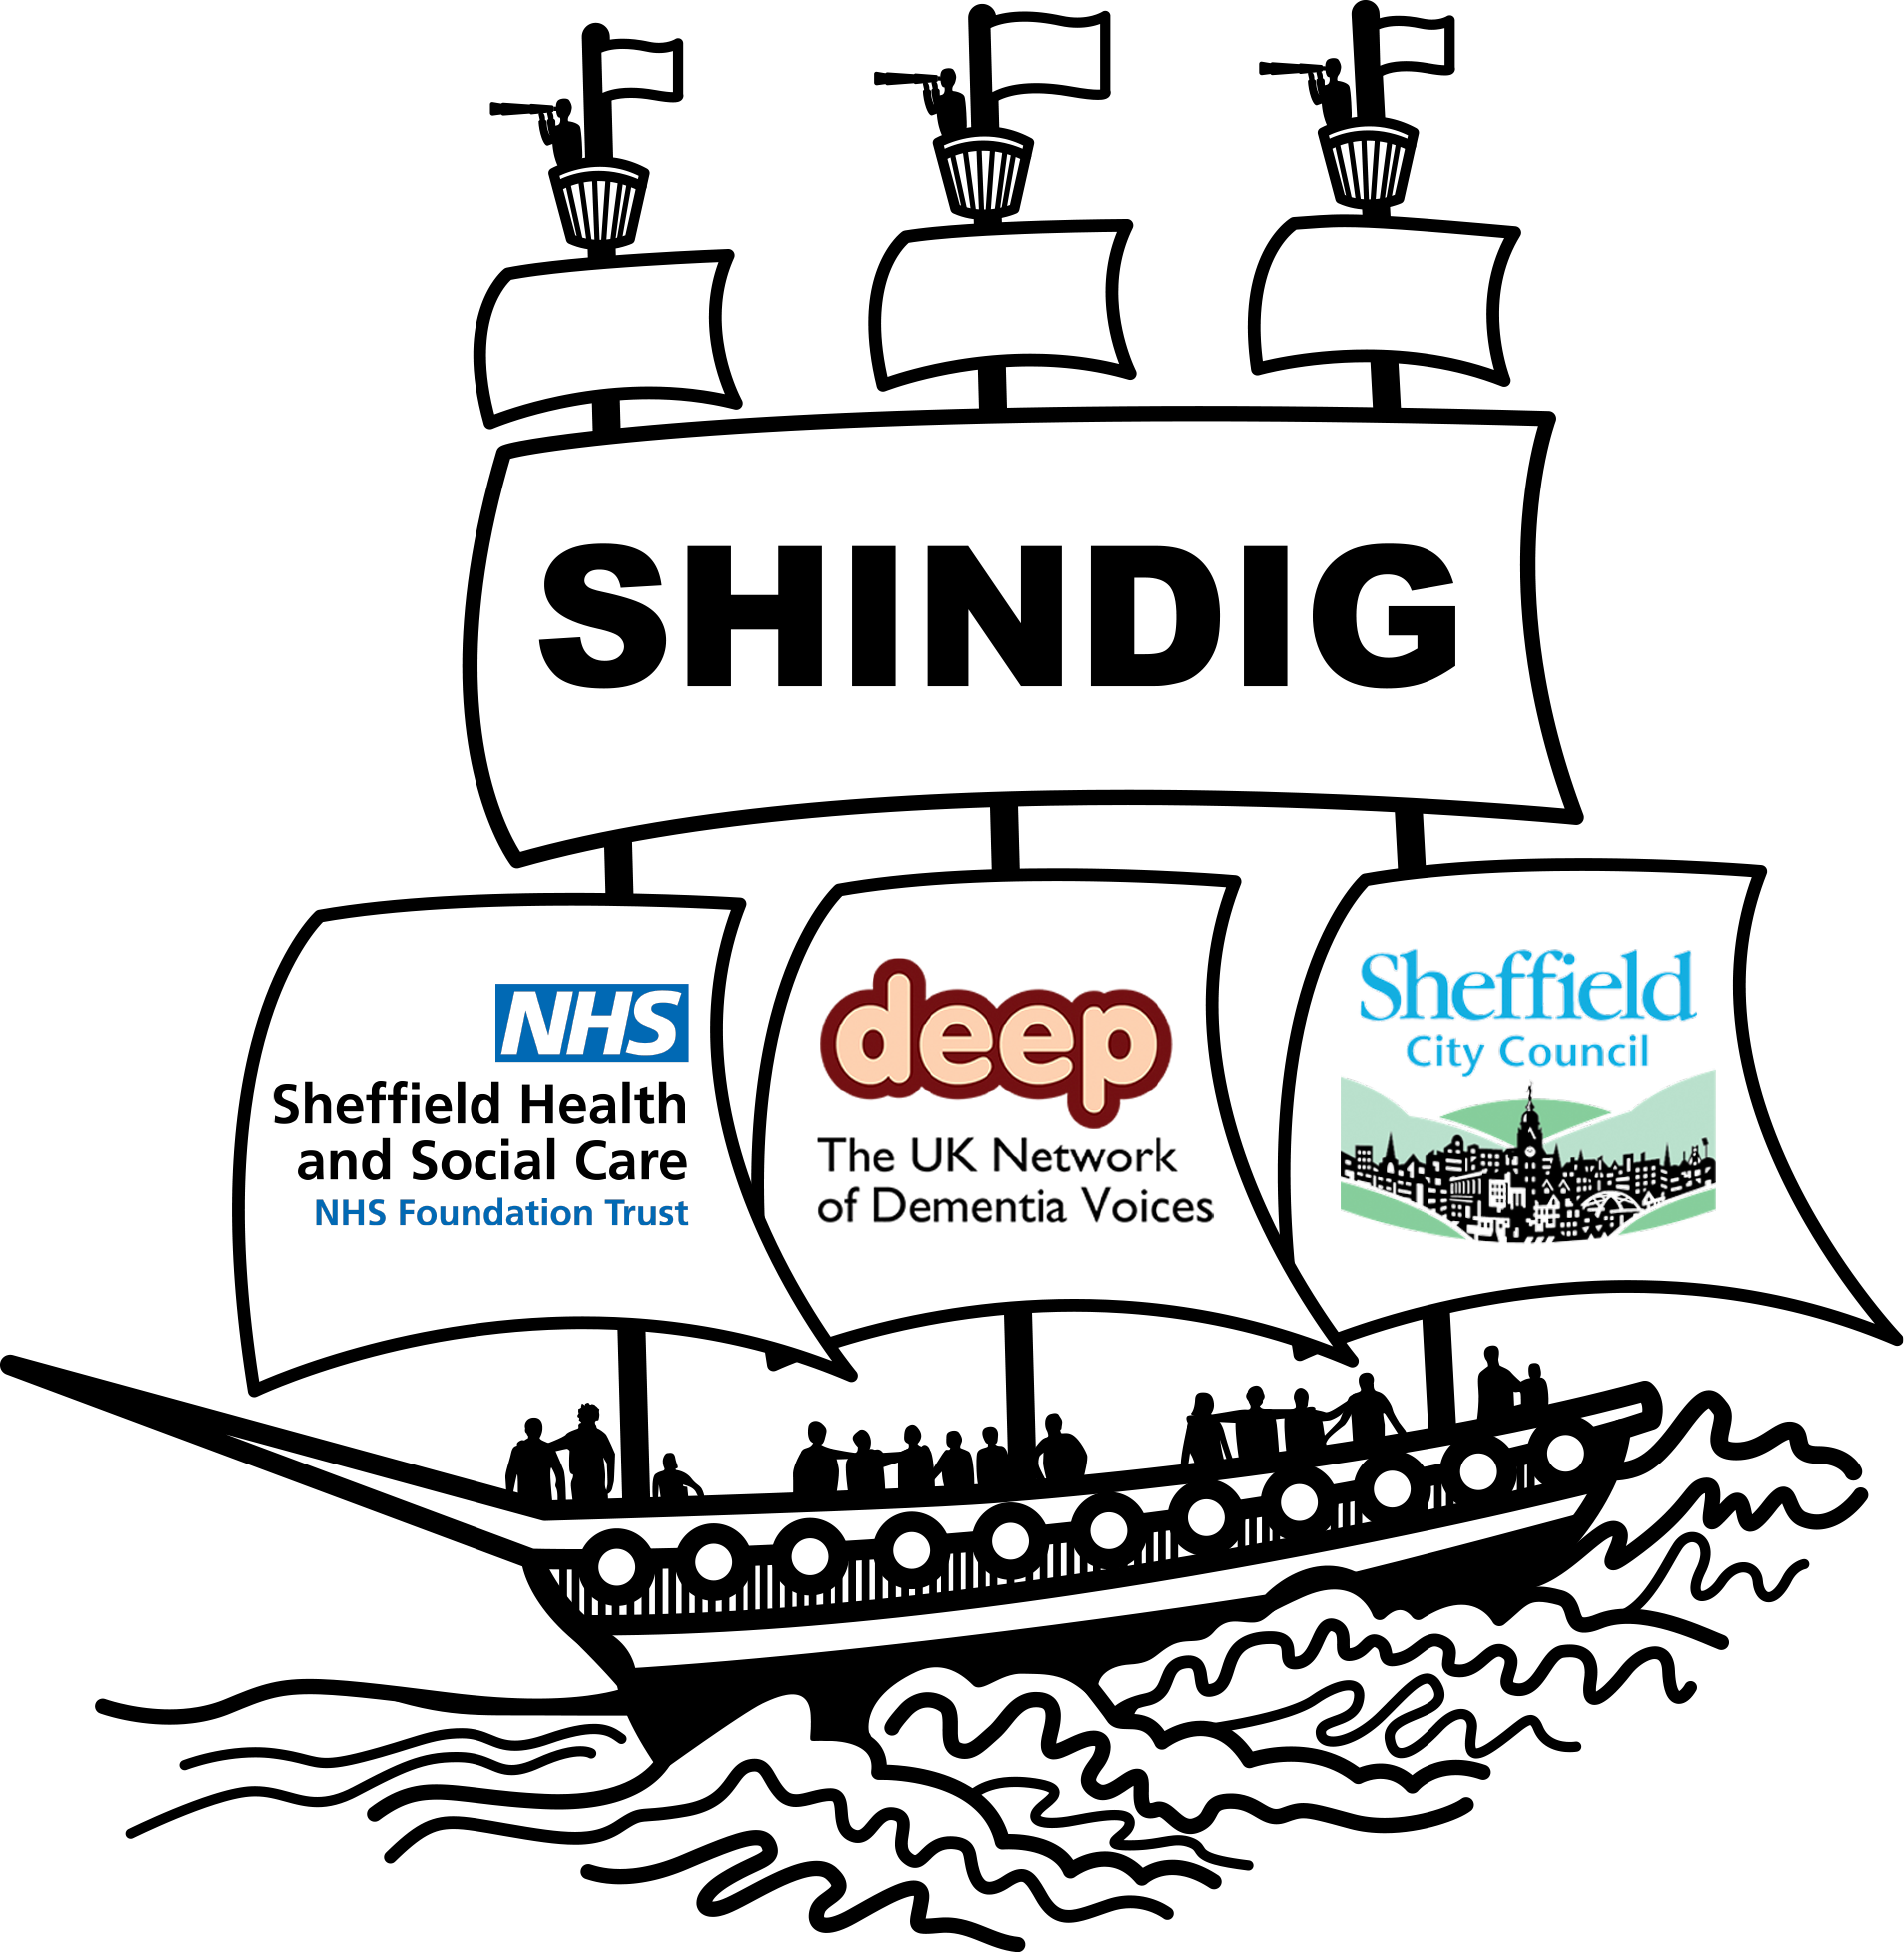 SHINDIG
NHS
Sheffield Health
and Social Care
NHS Foundation Trust
deep
The UK Network
of Dementia Voices
Sheffield
City Council